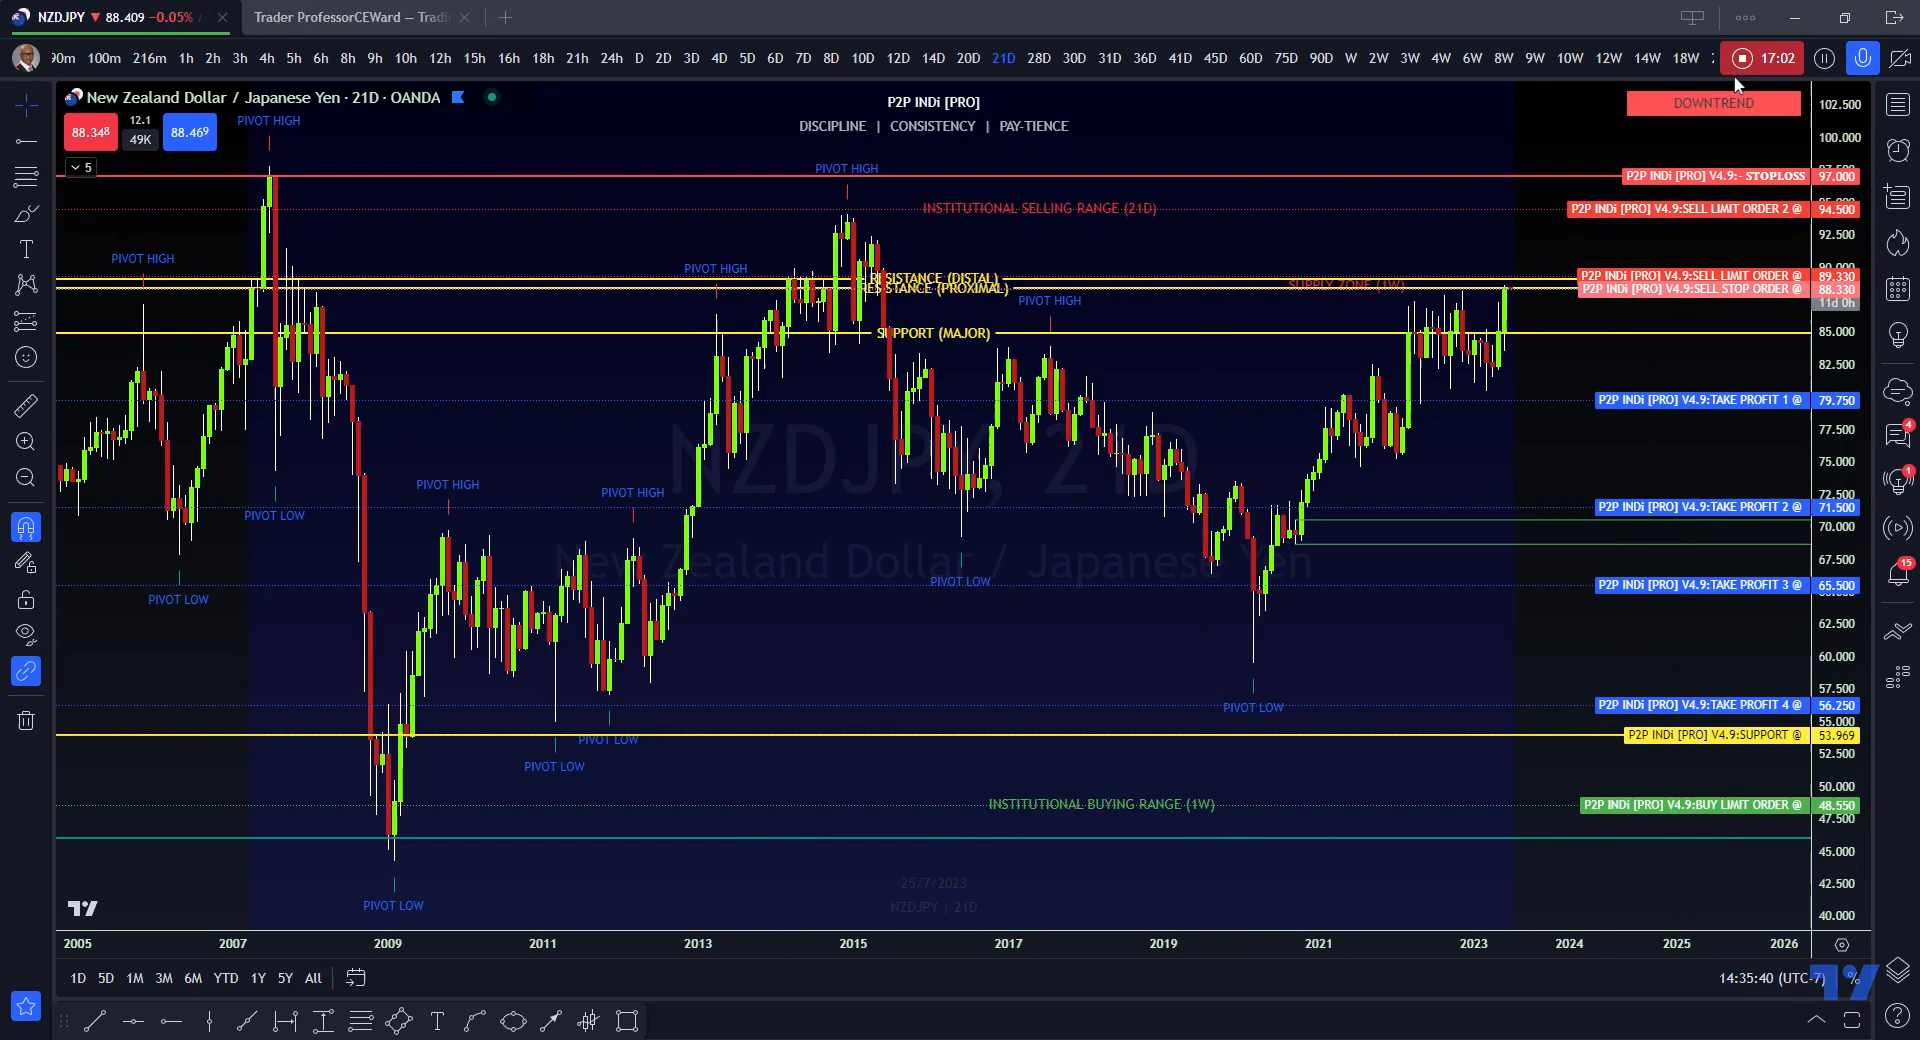 NZDJPY ▼ 88.409 −0.05% /
Trader ProfessorCEWard — Tradi
90m 100m 216m 1h 2h 3h 4h 5h 6h 8h 9h 10h 12h 15h 16h 18h 21h 24h D 2D 3D 4D 5D 6D 7D 8D 10D 12D 14D 20D 21D 28D 30D 31D 36D 41D 45D 60D 75D 90D W 2W 3W 4W 6W 8W 9W 10W 12W 14W 18W
17:02
New Zealand Dollar / Japanese Yen · 21D · OANDA
P2P INDi [PRO]
DOWNTREND
102.500
88.348 12.1 49K 88.469
PIVOT HIGH
DISCIPLINE | CONSISTENCY | PAY-TIENCE
100.000
5
PIVOT HIGH
P2P INDi [PRO] V4.9:- STOPLOSS 97.000
INSTITUTIONAL SELLING RANGE (21D)
P2P INDi [PRO] V4.9:SELL LIMIT ORDER 2 @ 94.500
92.500
PIVOT HIGH
PIVOT HIGH
90.000
RESISTANCE (DISTAL)
P2P INDi [PRO] V4.9:SELL LIMIT ORDER @ 89.330
RESISTANCE (PROXIMAL)
SUPPLY ZONE (1W)
P2P INDi [PRO] V4.9:SELL STOP ORDER @ 88.330
PIVOT HIGH
11d 0h
SUPPORT (MAJOR)
85.000
82.500
P2P INDi [PRO] V4.9:TAKE PROFIT 1 @ 79.750
77.500
NZDJPY, 21D
75.000
PIVOT HIGH
PIVOT HIGH
72.500
P2P INDi [PRO] V4.9:TAKE PROFIT 2 @ 71.500
PIVOT LOW
70.000
New Zealand Dollar / Japanese Yen
67.500
PIVOT LOW
P2P INDi [PRO] V4.9:TAKE PROFIT 3 @ 65.500
PIVOT LOW
62.500
60.000
57.500
PIVOT LOW
P2P INDi [PRO] V4.9:TAKE PROFIT 4 @ 56.250
55.000
PIVOT LOW
P2P INDi [PRO] V4.9:SUPPORT @ 53.969
52.500
PIVOT LOW
50.000
INSTITUTIONAL BUYING RANGE (1W)
P2P INDi [PRO] V4.9:BUY LIMIT ORDER @ 48.550
47.500
45.000
25/7/2023
42.500
PIVOT LOW
NZDJPY | 21D
40.000
2005 2007 2009 2011 2013 2015 2017 2019 2021 2023 2024 2025 2026
1D 5D 1M 3M 6M YTD 1Y 5Y All
14:35:40 (UTC-7) %
4
1
15